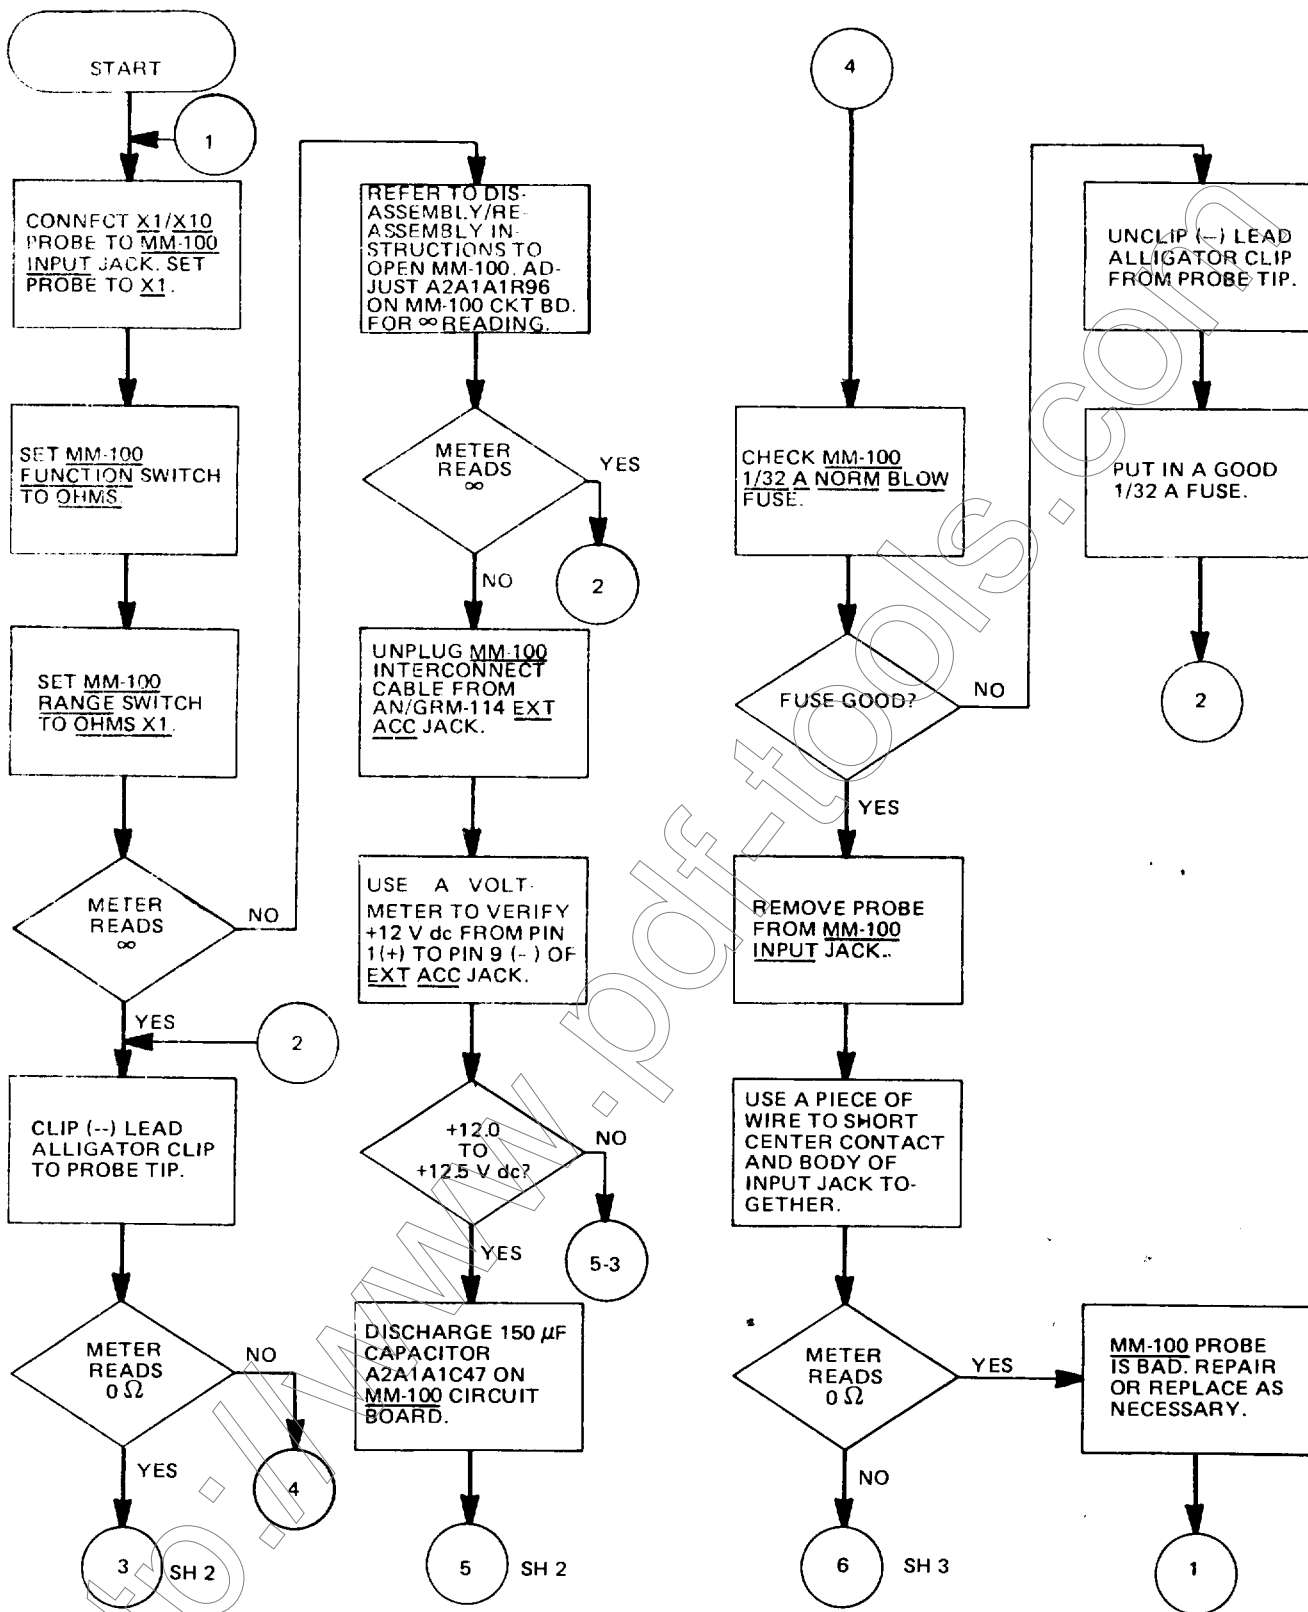 START
1
CONNECT X1/X10
PROBE TO MM-100
INPUT JACK. SET
PROBE TO X1.
SET MM-100
FUNCTION SWITCH
TO OHMS.
SET MM-100
RANGE SWITCH
TO OHMS X1.
METER
READS
∞
NO
YES
2
CLIP (--) LEAD
ALLIGATOR CLIP
TO PROBE TIP.
METER
READS
0 Ω
NO
4
YES
3
SH 2
REFER TO DIS-
ASSEMBLY/RE-
ASSEMBLY IN-
STRUCTIONS TO
OPEN MM-100. AD-
JUST A2A1A1R96
ON MM-100 CKT BD.
FOR ∞ READING.
METER
READS
∞
YES
2
NO
UNPLUG MM-100
INTERCONNECT
CABLE FROM
AN/GRM-114 EXT
ACC JACK.
USE A VOLT-
METER TO VERIFY
+12 V dc FROM PIN
1(+) TO PIN 9 (-) OF
EXT ACC JACK.
+12.0
TO
+12.5 V dc?
NO
5-3
YES
DISCHARGE 150 µF
CAPACITOR
A2A1A1C47 ON
MM-100 CIRCUIT
BOARD.
5
SH 2
4
CHECK MM-100
1/32 A NORM BLOW
FUSE.
FUSE GOOD?
NO
YES
REMOVE PROBE
FROM MM-100
INPUT JACK.
USE A PIECE OF
WIRE TO SHORT
CENTER CONTACT
AND BODY OF
INPUT JACK TO-
GETHER.
METER
READS
0 Ω
YES
NO
6
SH 3
UNCLIP (--) LEAD
ALLIGATOR CLIP
FROM PROBE TIP.
PUT IN A GOOD
1/32 A FUSE.
2
MM-100 PROBE
IS BAD. REPAIR
OR REPLACE AS
NECESSARY.
1
tp://www.pdf-tools.com